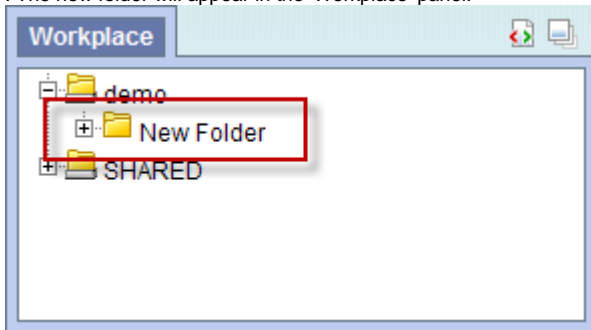 . The new folder will appear in the 'Workplace' panel.
Workplace
demo
New Folder
SHARED